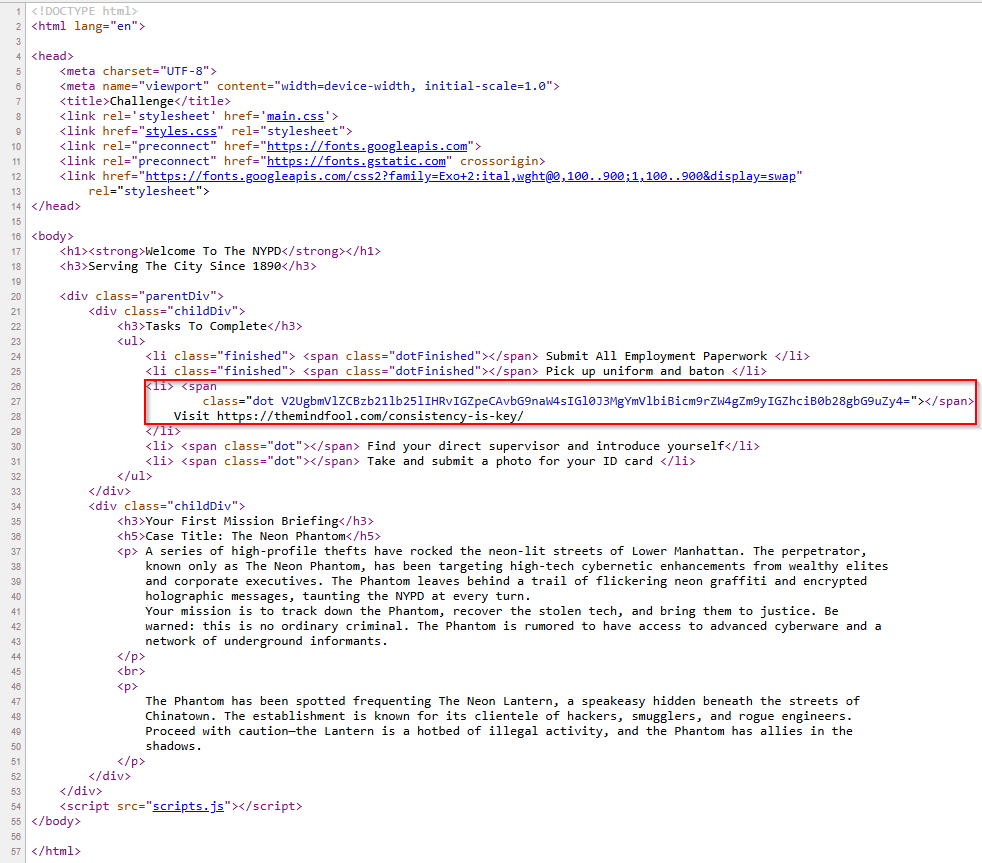 1 <!DOCTYPE html>
2 <html lang="en">
3
4 <head>
5 <meta charset="UTF-8">
6 <meta name="viewport" content="width=device-width, initial-scale=1.0">
7 <title>Challenge</title>
8 <link rel='stylesheet' href='main.css'>
9 <link href="styles.css" rel="stylesheet">
10 <link rel="preconnect" href="https://fonts.googleapis.com">
11 <link rel="preconnect" href="https://fonts.gstatic.com" crossorigin>
12 <link href="https://fonts.googleapis.com/css2?family=Exo+2:ital,wght@0,100..900;1,100..900&display=swap"
13 rel="stylesheet">
14 </head>
15
16 <body>
17 <h1><strong>Welcome To The NYPD</strong></h1>
18 <h3>Serving The City Since 1890</h3>
19
20 <div class="parentDiv">
21 <div class="childDiv">
22 <h3>Tasks To Complete</h3>
23 <ul>
24 <li class="finished"> <span class="dotFinished"></span> Submit All Employment Paperwork </li>
25 <li class="finished"> <span class="dotFinished"></span> Pick up uniform and baton </li>
26 <li> <span
27 class="dot V2UgbmVlZCBzb21lb25lIHRvIGZpeCAvbG9naW4sIGl0J3MgYmVlbiBicm9rZW4gZm9yIGZhciB0b28gbG9uZy4="></span>
28 Visit https://themindfool.com/consistency-is-key/
29 </li>
30 <li> <span class="dot"></span> Find your direct supervisor and introduce yourself</li>
31 <li> <span class="dot"></span> Take and submit a photo for your ID card </li>
32 </ul>
33 </div>
34 <div class="childDiv">
35 <h3>Your First Mission Briefing</h3>
36 <h5>Case Title: The Neon Phantom</h5>
37 <p> A series of high-profile thefts have rocked the neon-lit streets of Lower Manhattan. The perpetrator,
38 known only as The Neon Phantom, has been targeting high-tech cybernetic enhancements from wealthy elites
39 and corporate executives. The Phantom leaves behind a trail of flickering neon graffiti and encrypted
40 holographic messages, taunting the NYPD at every turn.
41 Your mission is to track down the Phantom, recover the stolen tech, and bring them to justice. Be
42 warned: this is no ordinary criminal. The Phantom is rumored to have access to advanced cyberware and a
43 network of underground informants.
44 </p>
45 <br>
46 <p>
47 The Phantom has been spotted frequenting The Neon Lantern, a speakeasy hidden beneath the streets of
48 Chinatown. The establishment is known for its clientele of hackers, smugglers, and rogue engineers.
49 Proceed with caution—the Lantern is a hotbed of illegal activity, and the Phantom has allies in the
50 shadows.
51 </p>
52 </div>
53 </div>
54 <script src="scripts.js"></script>
55 </body>
56
57 </html>